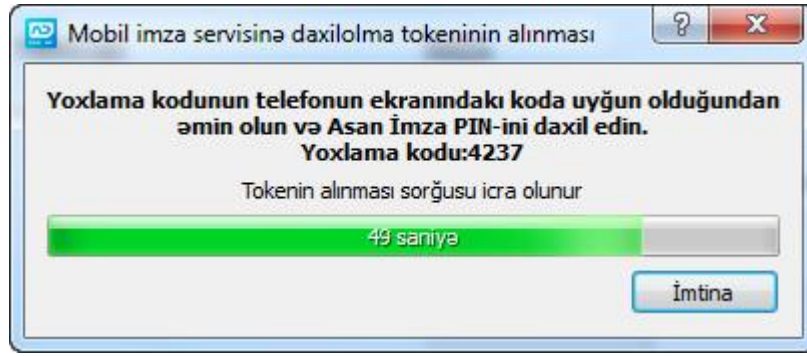 Mobil imza servisinə daxilolma tokeninin alınması
Yoxlama kodunun telefonun ekranındakı koda uyğun olduğundan
əmin olun və Asan İmza PIN-ini daxil edin.
Yoxlama kodu:4237
Tokenin alınması sorğusu icra olunur
49 saniyə
İmtina